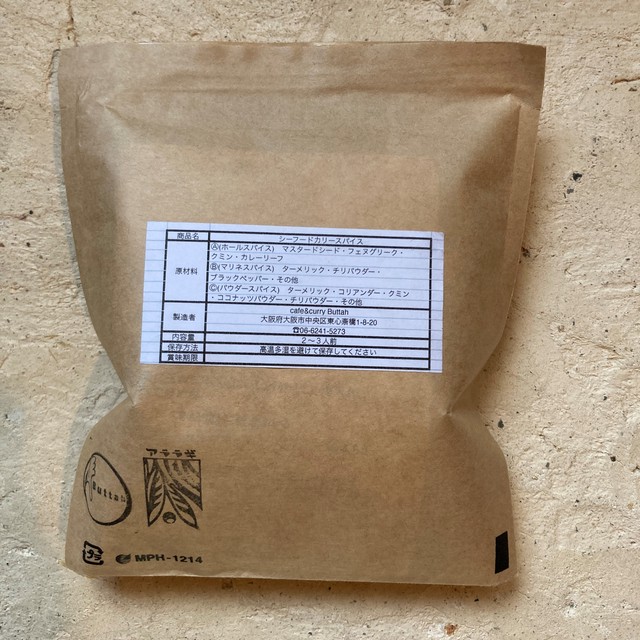 商品名 シーフードカリースパイス
原材料
Ⓐ(ホールスパイス) マスタードシード・フェヌグリーク・
クミン・カレーリーフ
Ⓑ(マリネスパイス) ターメリック・チリパウダー・
ブラックペッパー・その他
Ⓒ(パウダースパイス) ターメリック・コリアンダー・クミン
・ココナッツパウダー・チリパウダー・その他
製造者
cafe&curry Buttah
大阪府大阪市中央区東心斎橋1-8-20
☎06-6241-5273
内容量 2〜3人前
保存方法 高温多湿を避けて保存してください
賞味期限
Buttah
プラ
MPH-1214